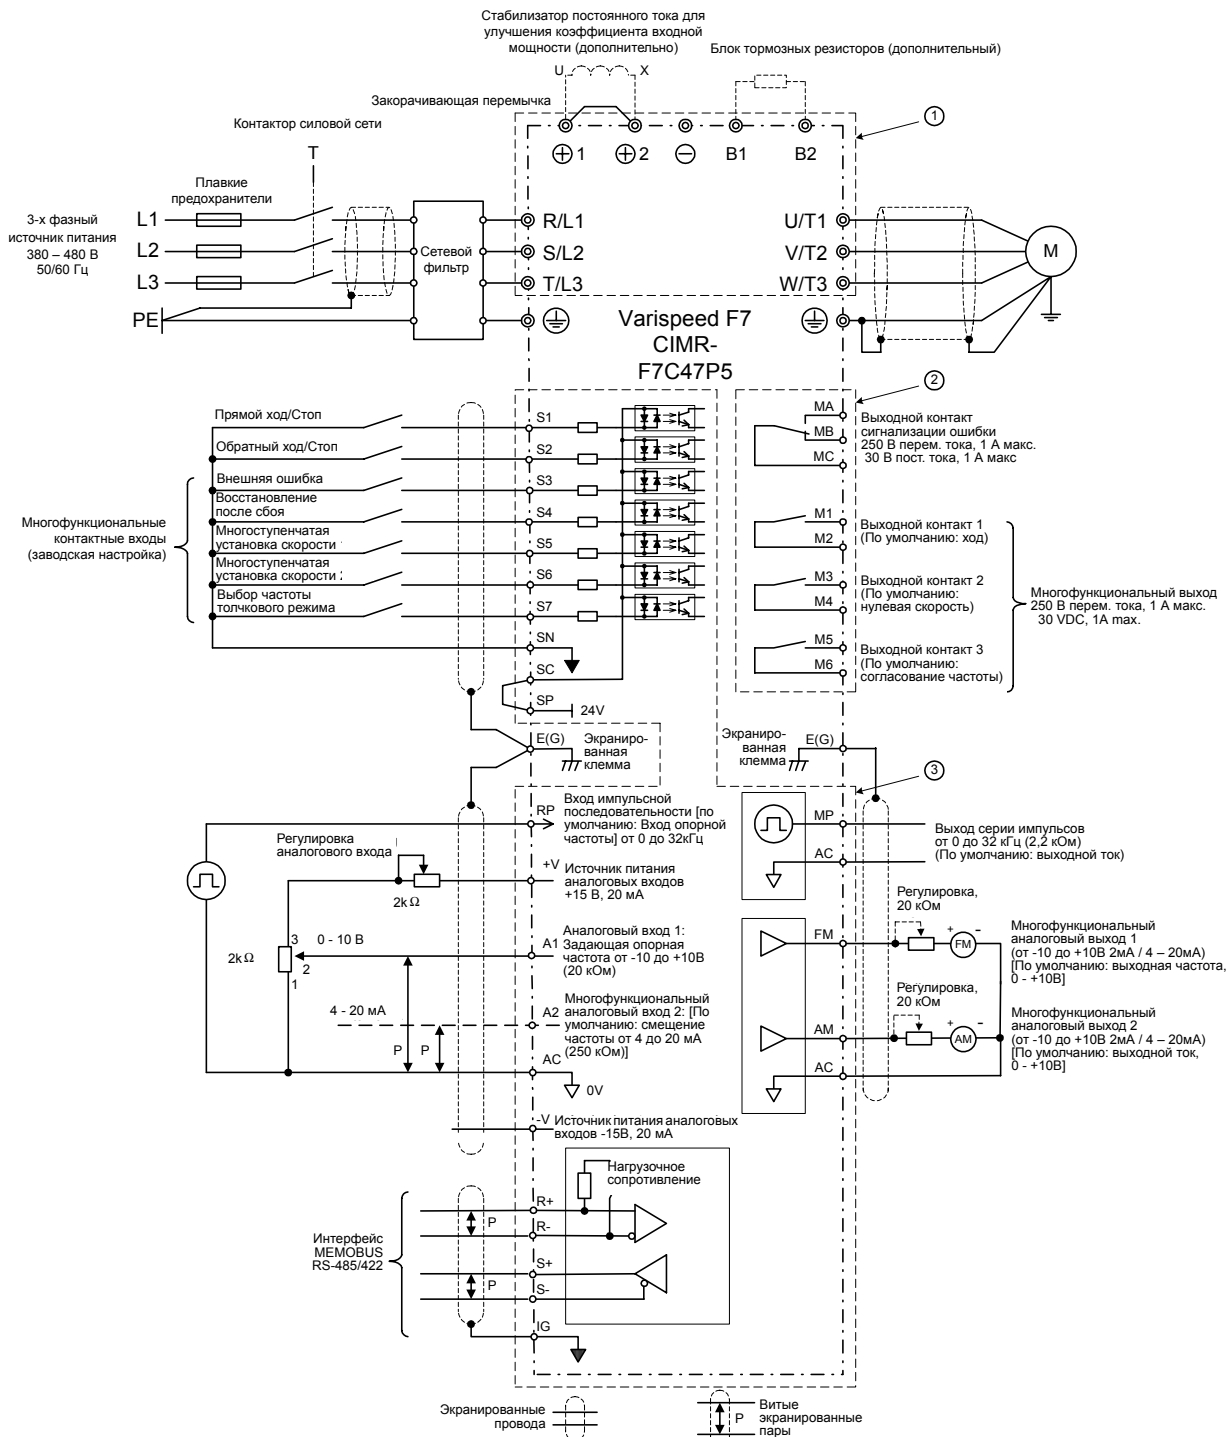 Стабилизатор постоянного тока для
улучшения коэффициента входной
мощности (дополнительно)
Блок тормозных резисторов (дополнительный)
U
X
Закорачивающая перемычка
Контактор силовой сети
1
+1
+2
−
B1
B2
T
Плавкие
предохранители
3-х фазный
источник питания
380 – 480 В
50/60 Гц
L1
L2
L3
PE
Сетевой
фильтр
R/L1
S/L2
T/L3
U/T1
V/T2
W/T3
M
Varispeed F7
CIMR-
F7C47P5
2
Прямой ход/Стоп
Обратный ход/Стоп
Внешняя ошибка
Восстановление
после сбоя
Многоступенчатая
установка скорости
Многоступенчатая
установка скорости
Выбор частоты
толчкового режима
Многофункциональные
контактные входы
(заводская настройка)
S1
S2
S3
S4
S5
S6
S7
SN
SC
SP
24V
E(G)
Экраниро-
ванная
клемма
MA
MB
MC
Выходной контакт
сигнализации ошибки
250 В перем. тока, 1 А макс.
30 В пост. тока, 1 А макс
M1
M2
Выходной контакт 1
(По умолчанию: ход)
M3
M4
Выходной контакт 2
(По умолчанию:
нулевая скорость)
M5
M6
Выходной контакт 3
(По умолчанию:
согласование частоты)
Многофункциональный выход
250 В перем. тока, 1 А макс.
30 VDC, 1A max.
Экраниро-
ванная
клемма
E(G)
3
RP
Вход импульсной
последовательности [по
умолчанию: Вход опорной
частоты] от 0 до 32кГц
Регулировка
аналогового входа
2kΩ
+V
Источник питания
аналоговых входов
+15 В, 20 мА
2kΩ
3
2
1
0 - 10 В
A1
Аналоговый вход 1:
Задающая опорная
частота от -10 до +10В
(20 кОм)
4 - 20 мА
A2
Многофункциональный
аналоговый вход 2: [По
умолчанию: смещение
частоты от 4 до 20 мА
(250 кОм)]
P
P
AC
0V
-V
Источник питания аналоговых
входов -15В, 20 мА
MP
AC
Выход серии импульсов
от 0 до 32 кГц (2,2 кОм)
(По умолчанию: выходной ток)
Регулировка,
20 кОм
FM
+
FM
-
Многофункциональный
аналоговый выход 1
(от -10 до +10В 2мА / 4 – 20мА)
[По умолчанию: выходная частота,
0 - +10В]
Регулировка,
20 кОм
AM
+
AM
-
Многофункциональный
аналоговый выход 2
(от -10 до +10В 2мА / 4 – 20мА)
[По умолчанию: выходной ток,
0 - +10В]
AC
Нагрузочное
сопротивление
Интерфейс
MEMOBUS
RS-485/422
P
P
R+
R-
S+
S-
IG
Экранированные
провода
P
Витые
экранированные
пары